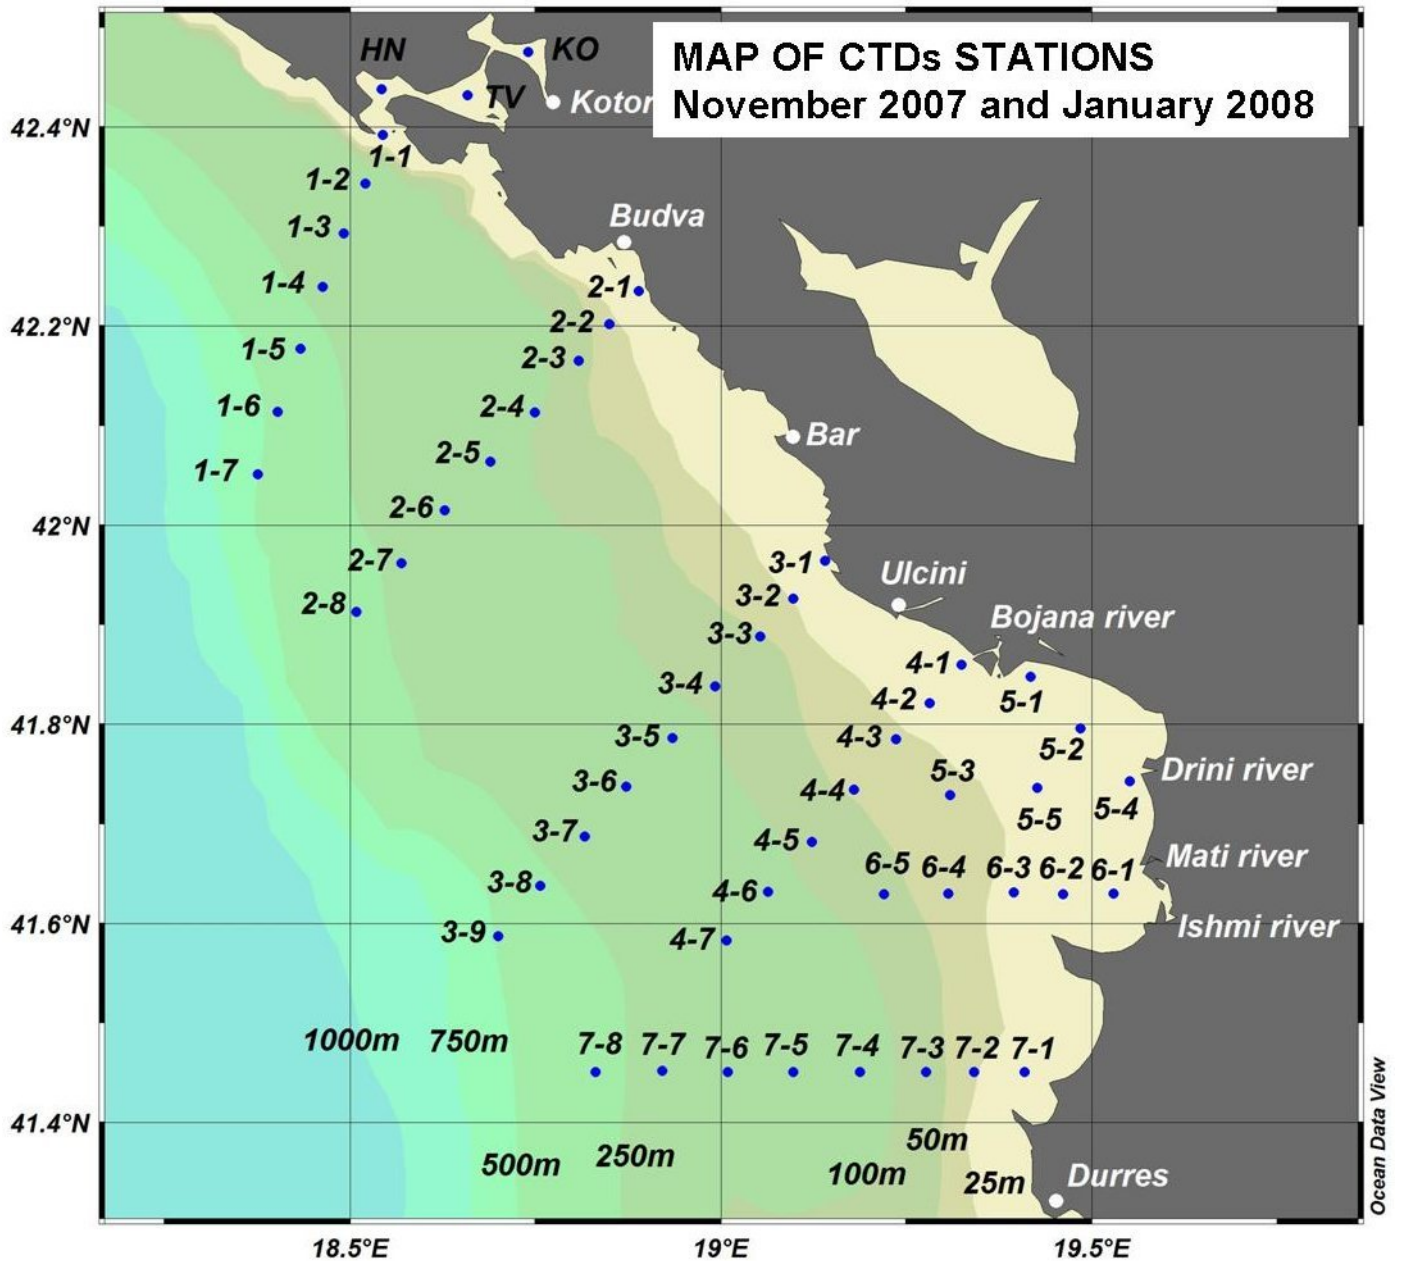 MAP OF CTDs STATIONS
November 2007 and January 2008
HN
KO
TV
Kotor
42.4°N
1-1
1-2
Budva
1-3
1-4
2-1
42.2°N
2-2
1-5
2-3
1-6
2-4
Bar
2-5
1-7
2-6
42°N
2-7
3-1
Ulcini
3-2
2-8
Bojana river
3-3
4-1
3-4
4-2
5-1
41.8°N
3-5
4-3
5-2
5-3
Drini river
3-6
4-4
5-4
5-5
3-7
4-5
Mati river
6-5 6-4 6-3 6-2 6-1
3-8
4-6
41.6°N
3-9
4-7
Ishmi river
1000m 750m
7-8 7-7 7-6 7-5 7-4 7-3 7-2 7-1
41.4°N
50m
500m 250m
100m
25m
Durres
18.5°E 19°E 19.5°E
Ocean Data View